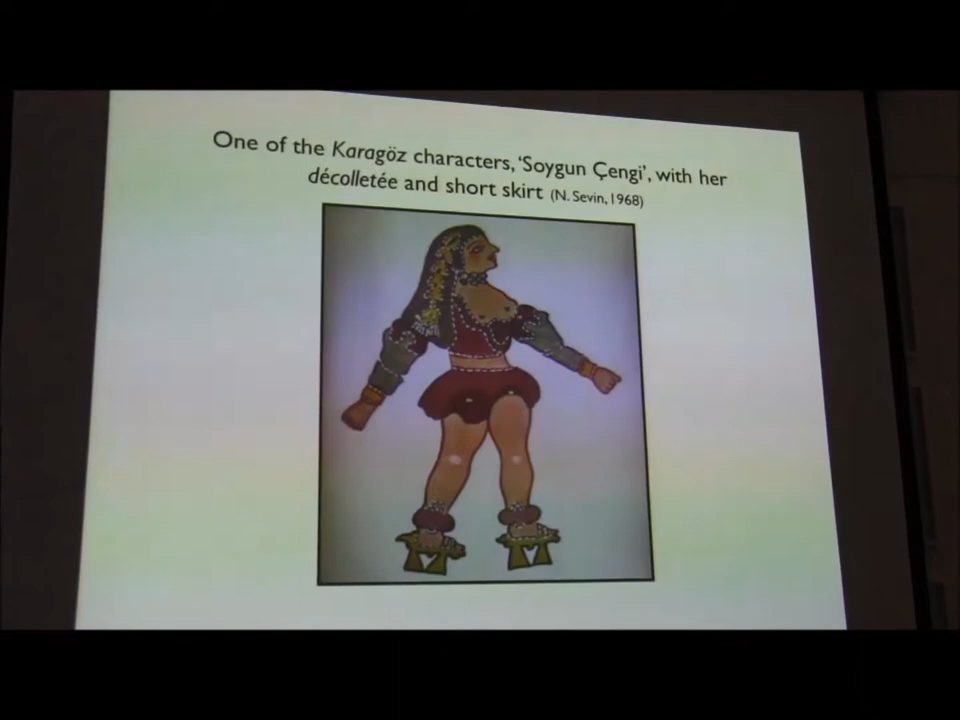 One of the Karagöz characters, ‘Soygun Çengi’, with her
décolletée and short skirt (N. Sevin, 1968)